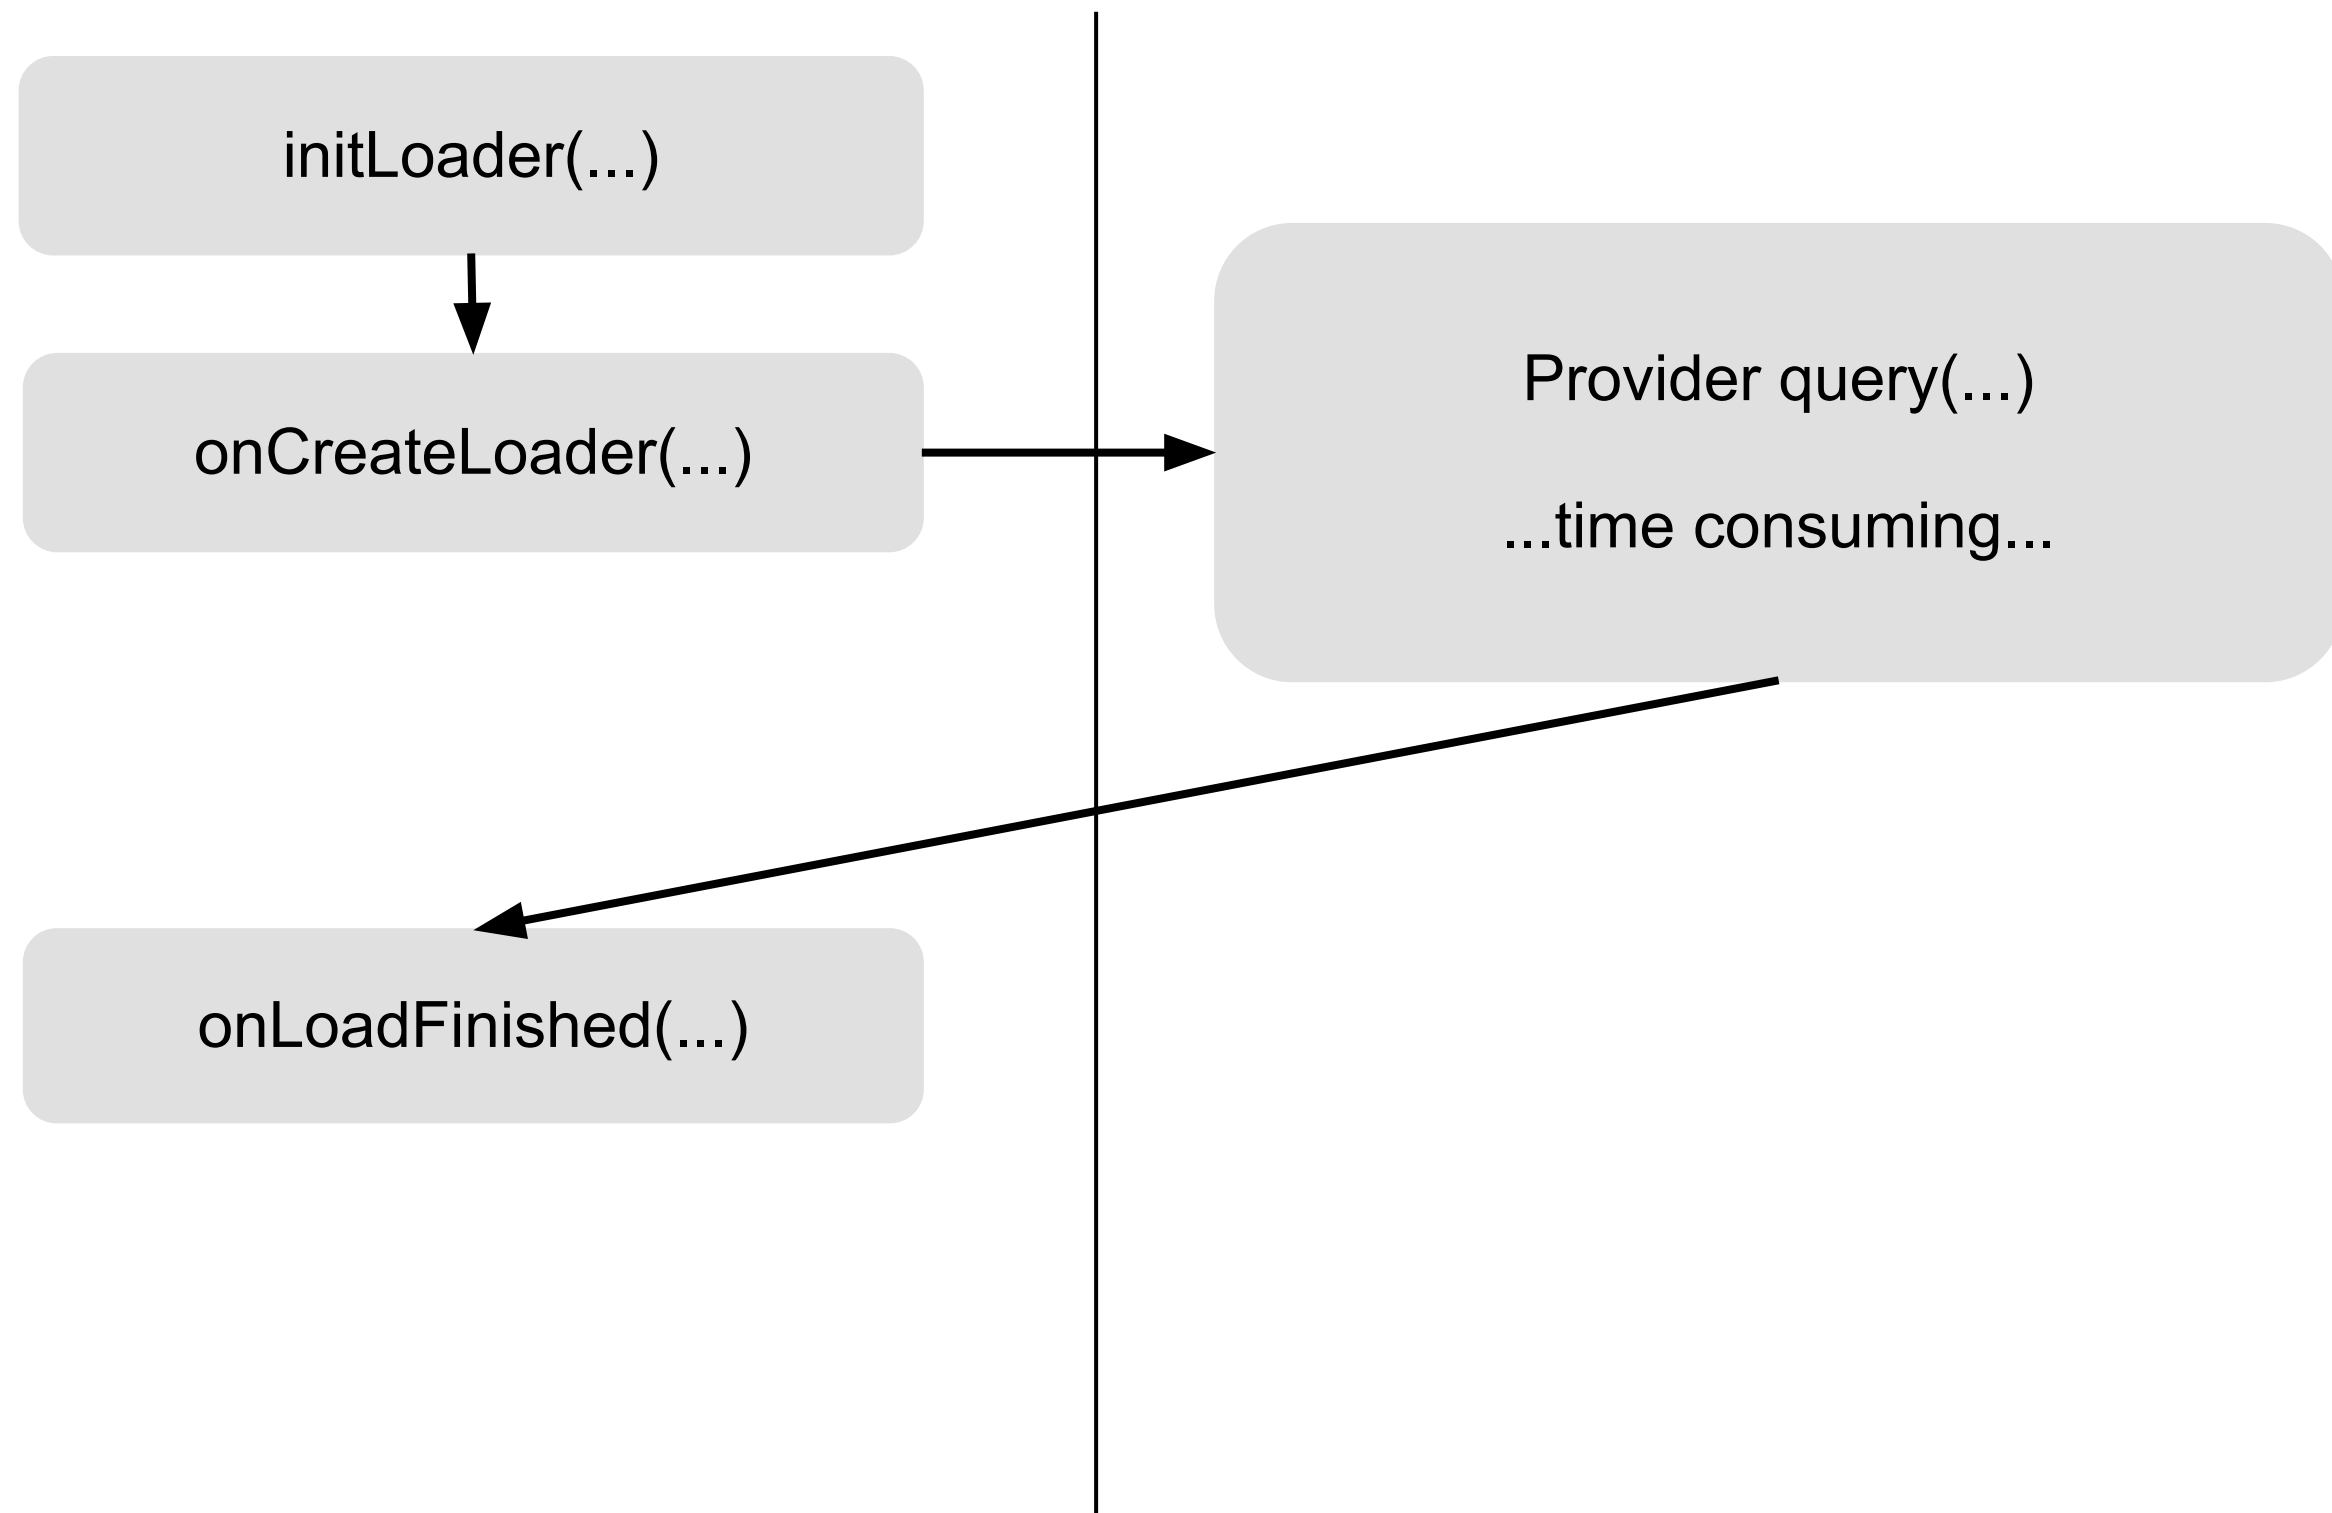 initLoader(...)
onCreateLoader(...)
Provider query(...)
...time consuming...
onLoadFinished(...)